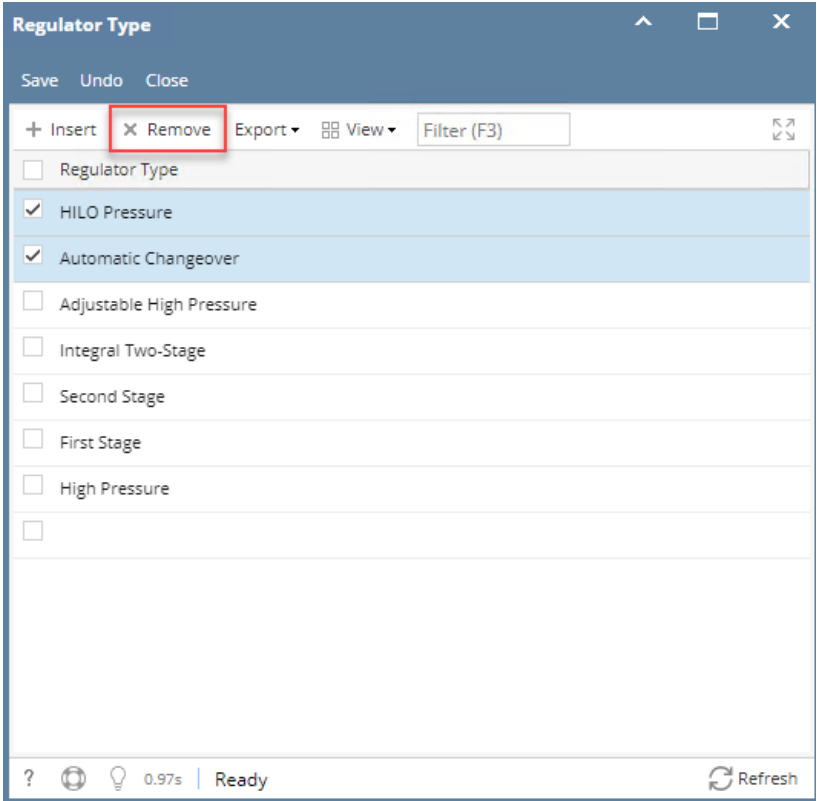 Regulator Type
Save Undo Close
Insert Remove Export View Filter (F3)
Regulator Type
HILO Pressure
Automatic Changeover
Adjustable High Pressure
Integral Two-Stage
Second Stage
First Stage
High Pressure
? 0.97s Ready Refresh